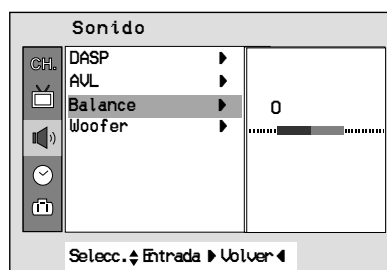 Sonido
CH.
DASP ▶
AVL ▶
Balance ▶
Woofer ▶
0
Selecc.▲▼ Entrada ▶ Volver ◀